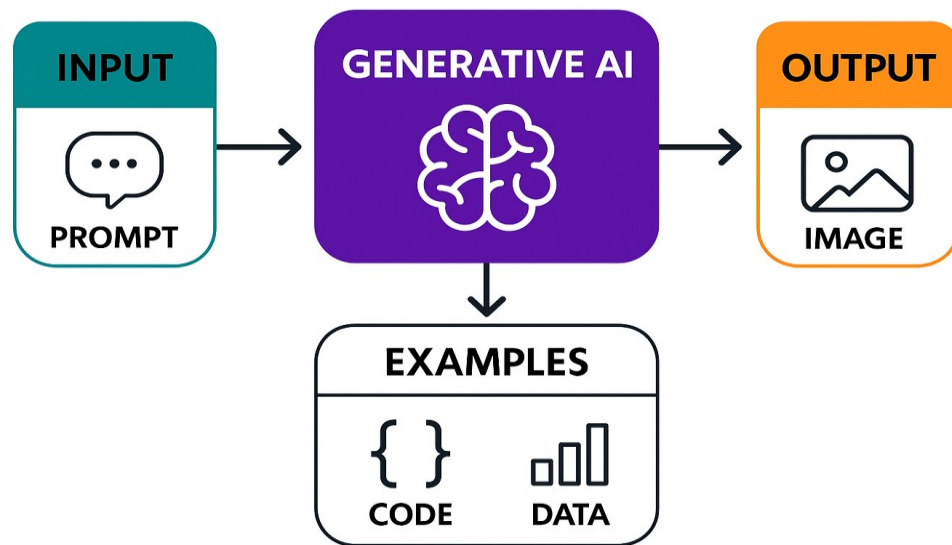 INPUT
PROMPT
GENERATIVE AI
OUTPUT
IMAGE
EXAMPLES
{ }
CODE
DATA